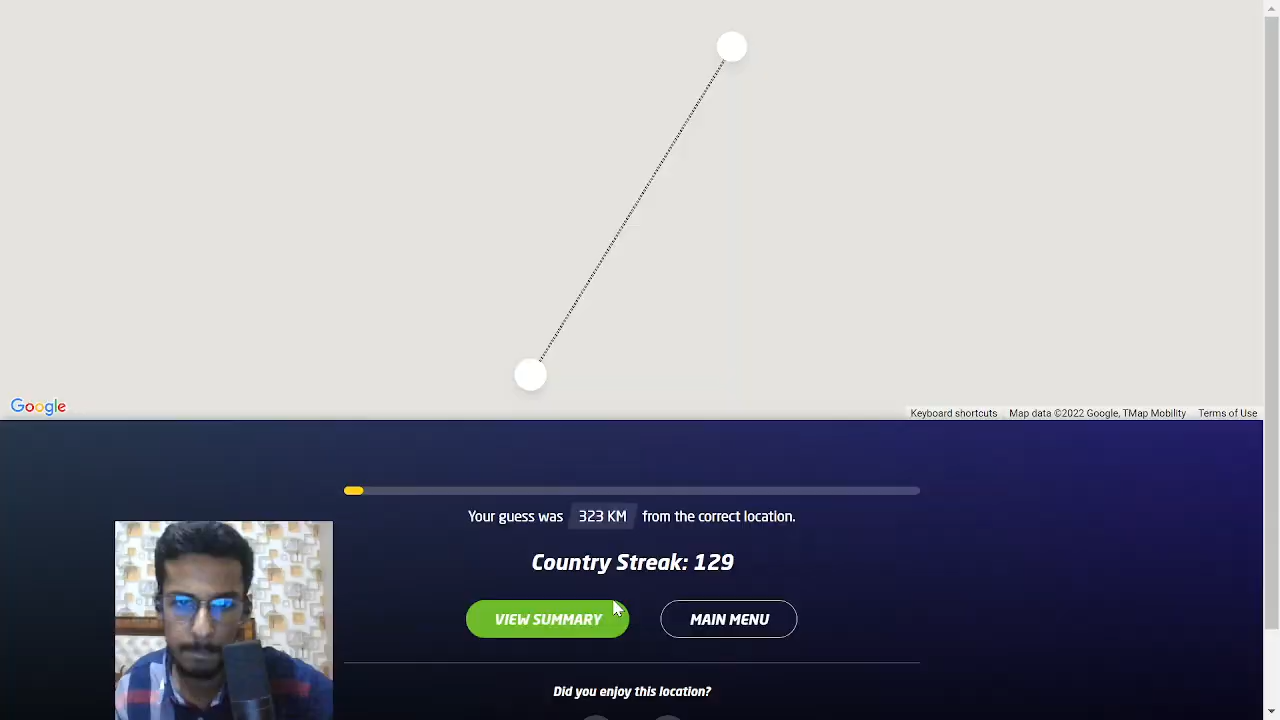 Google
Keyboard shortcuts Map data ©2022 Google, TMap Mobility Terms of Use
Your guess was 323 KM from the correct location.
Country Streak: 129
VIEW SUMMARY MAIN MENU
Did you enjoy this location?